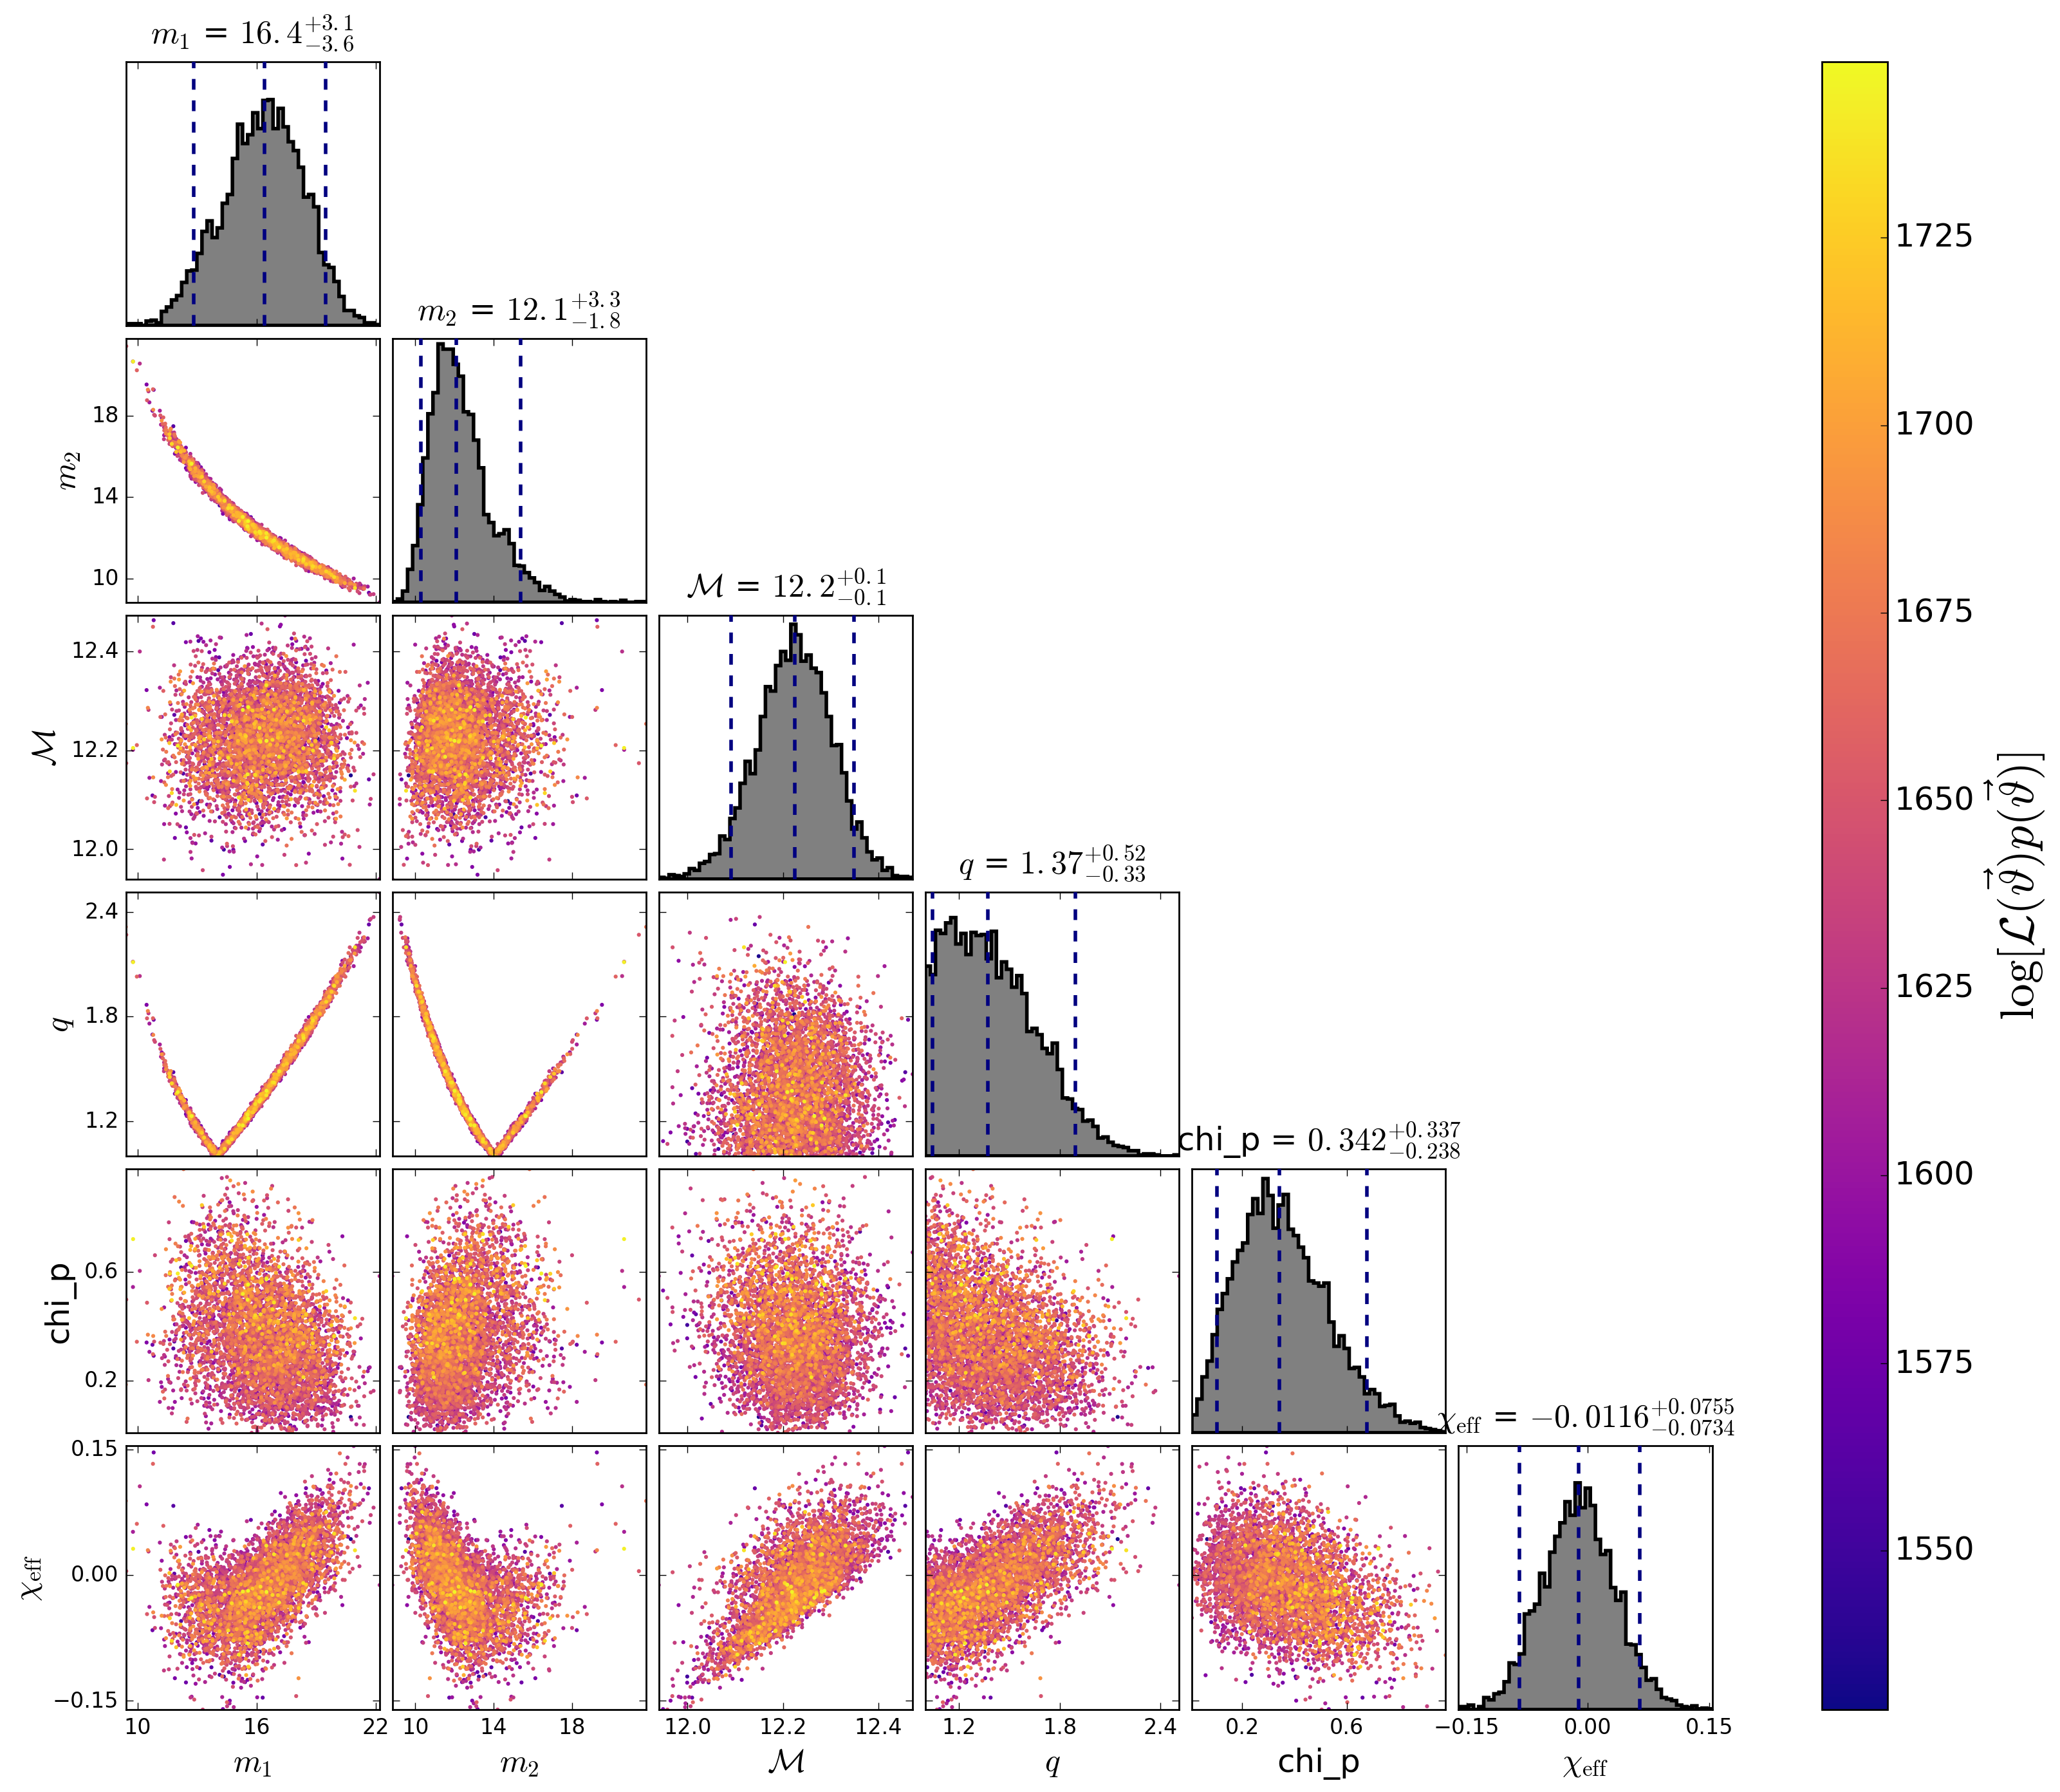 m₁ = 16.4 +3.1 −3.6
m₂ = 12.1 +3.3 −1.8
ℳ = 12.2 +0.1 −0.1
q = 1.37 +0.52 −0.33
chi_p = 0.342 +0.337 −0.238
χeff = −0.0116 +0.0755 −0.0734
m₂
18
14
10
ℳ
12.4
12.2
12.0
q
2.4
1.8
1.2
chi_p
0.6
0.2
χeff
0.15
0.00
−0.15
10 16 22
10 14 18
12.0 12.2 12.4
1.2 1.8 2.4
0.2 0.6
−0.15 0.00 0.15
m₁
m₂
ℳ
q
chi_p
χeff
1725
1700
1675
1650
1625
1600
1575
1550
log[ℒ(ϑ⃗)p(ϑ⃗)]